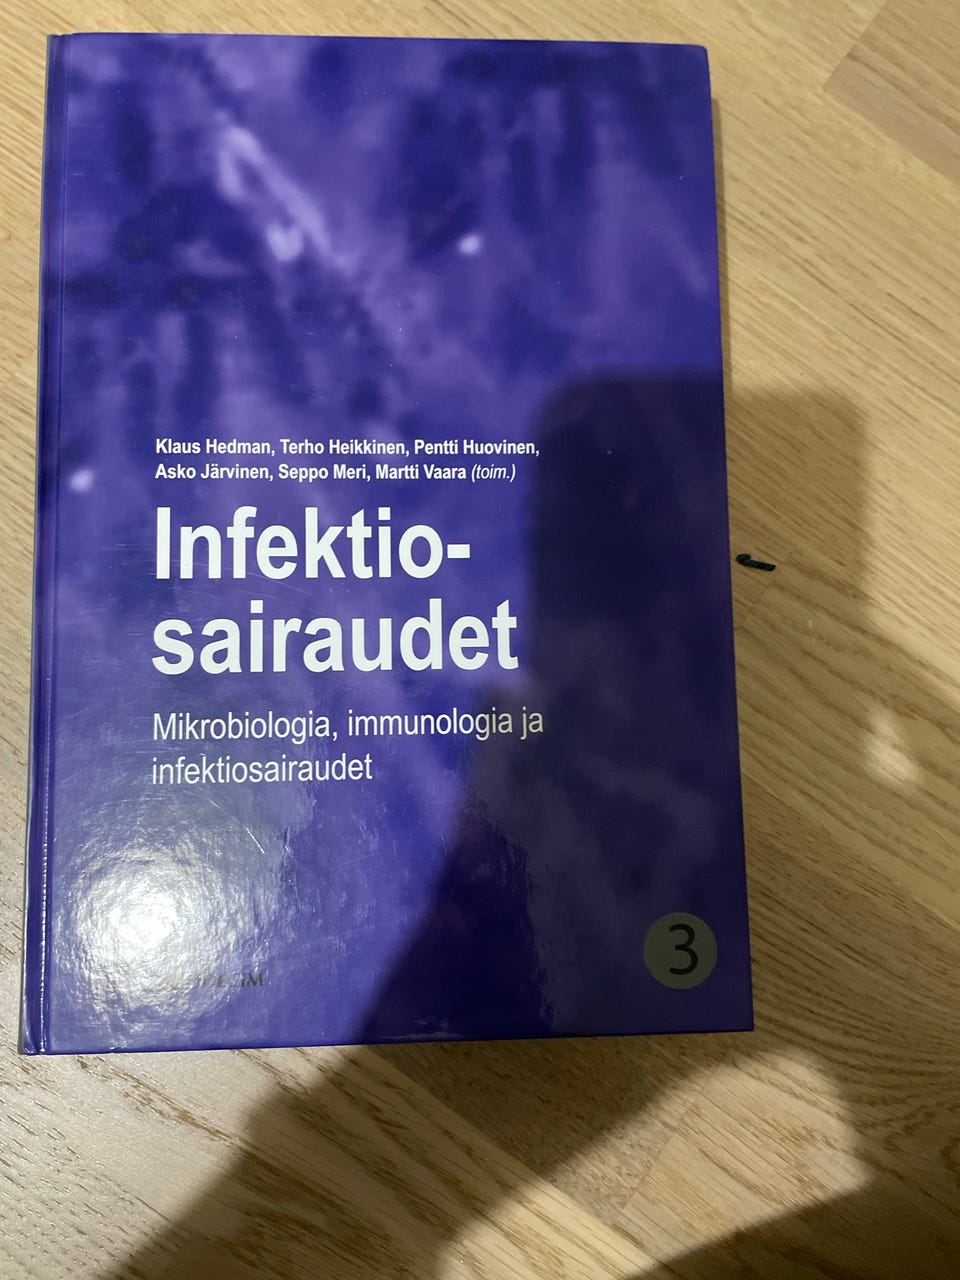 Klaus Hedman, Terho Heikkinen, Pentti Huovinen,
Asko Järvinen, Seppo Meri, Martti Vaara (toim.)
Infektio-
sairaudet
Mikrobiologia, immunologia ja
infektiosairaudet
3